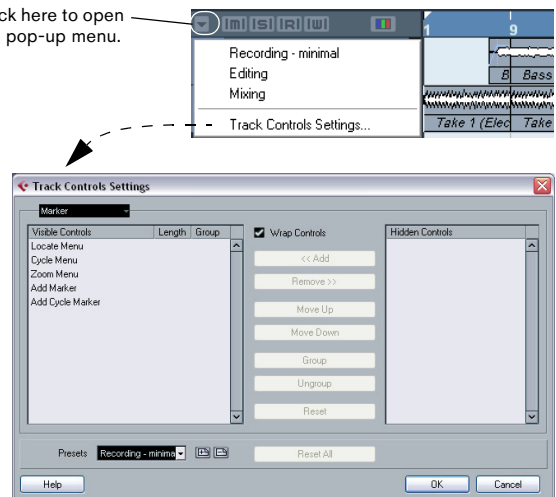 ck here to open
pop-up menu.
m S R W
1 9
Recording - minimal
Editing
Mixing
Track Controls Settings...
B Bass
Take 1 (Elec Take
Track Controls Settings
Marker
Visible Controls Length Group
Wrap Controls
Hidden Controls
Locate Menu
Cycle Menu
Zoom Menu
Add Marker
Add Cycle Marker
<< Add
Remove >>
Move Up
Move Down
Group
Ungroup
Reset
Presets Recording - minima
Reset All
Help OK Cancel